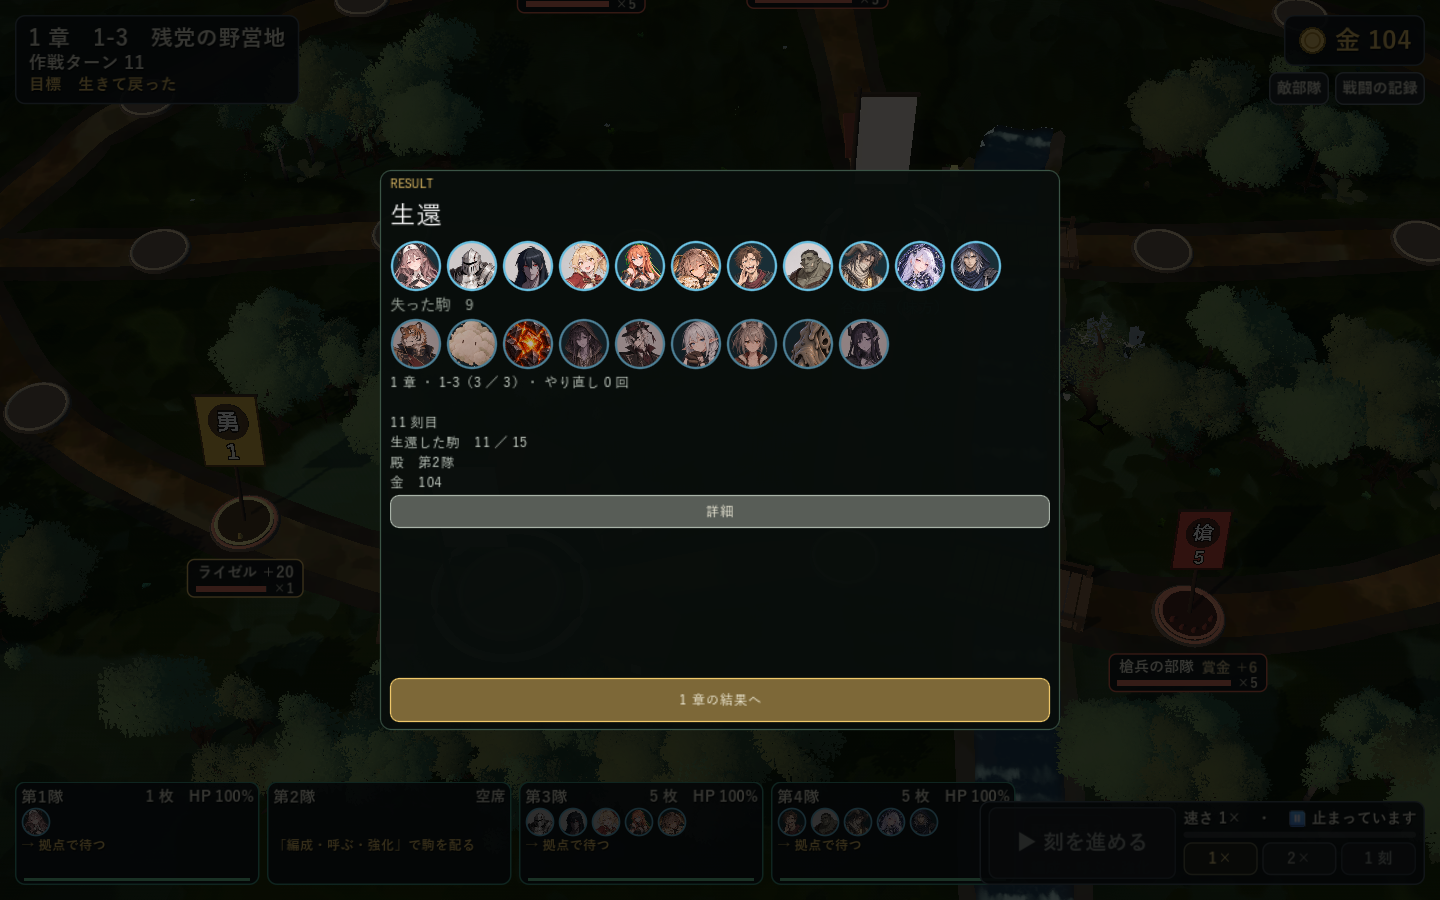 ×5
×5
1 章　1-3　残党の野営地
作戦ターン 11
目標　生きて戻った
金 104
敵部隊
戦闘の記録
RESULT
生還
失った駒　9
1 章 ・ 1-3（3 ／ 3） ・ やり直し 0 回
11 刻目
生還した駒　11 ／ 15
殿　第2隊
金　104
詳細
1 章の結果へ
勇
1
ライゼル +20
×1
槍
5
槍兵の部隊 賞金 +6
×5
第1隊
1 枚　HP 100%
→ 拠点で待つ
第2隊
空席
「編成・呼ぶ・強化」で駒を配る
第3隊
5 枚　HP 100%
→ 拠点で待つ
第4隊
5 枚　HP 100%
→ 拠点で待つ
▶ 刻を進める
速さ 1×　・　⏸ 止まっています
1×
2×
1 刻